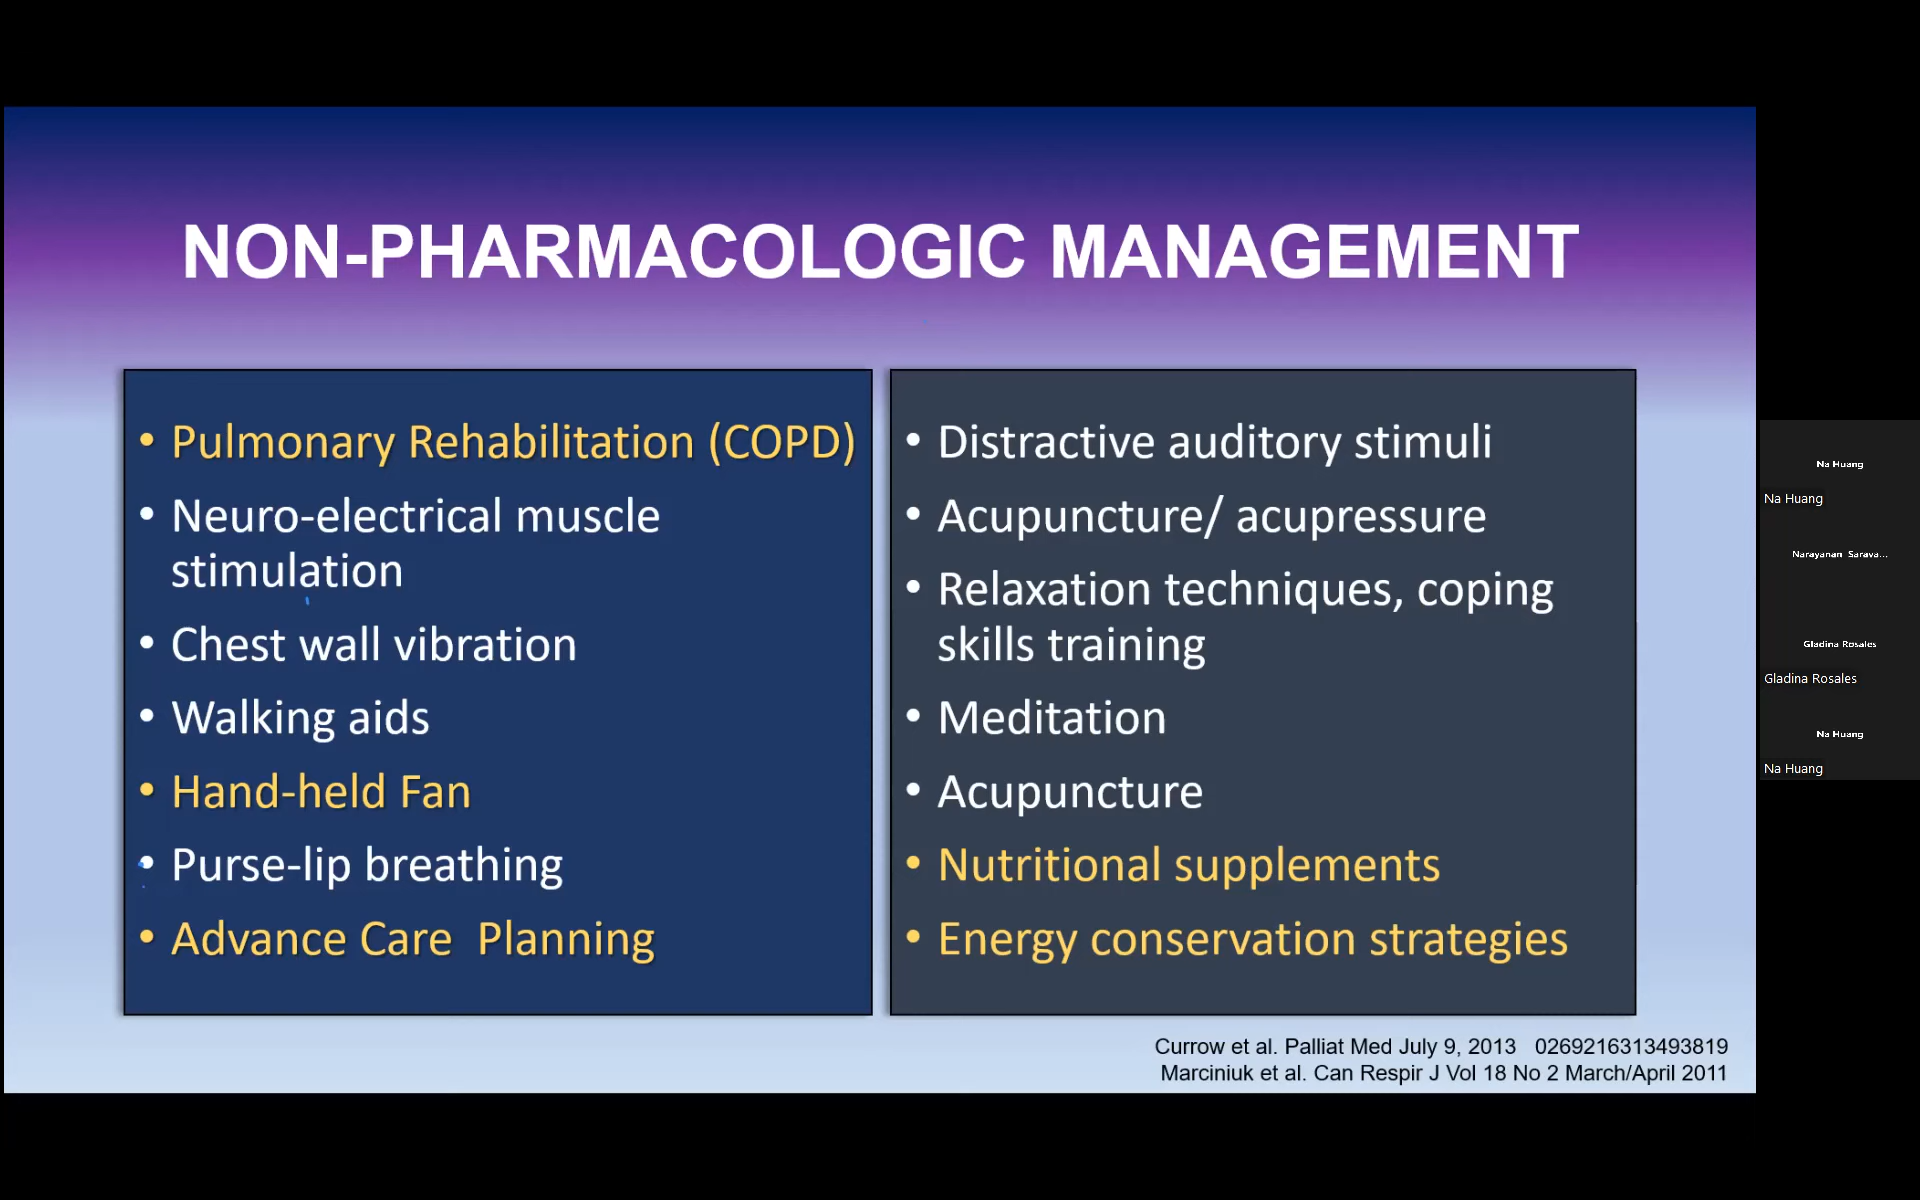 NON-PHARMACOLOGIC MANAGEMENT
• Pulmonary Rehabilitation (COPD)
• Neuro-electrical muscle
stimulation
• Chest wall vibration
• Walking aids
• Hand-held Fan
• Purse-lip breathing
• Advance Care  Planning
• Distractive auditory stimuli
• Acupuncture/ acupressure
• Relaxation techniques, coping
skills training
• Meditation
• Acupuncture
• Nutritional supplements
• Energy conservation strategies
Currow et al. Palliat Med July 9, 2013   0269216313493819
Marciniuk et al. Can Respir J Vol 18 No 2 March/April 2011
Na Huang
Na Huang
Narayanan  Sarava...
Gladina Rosales
Gladina Rosales
Na Huang
Na Huang